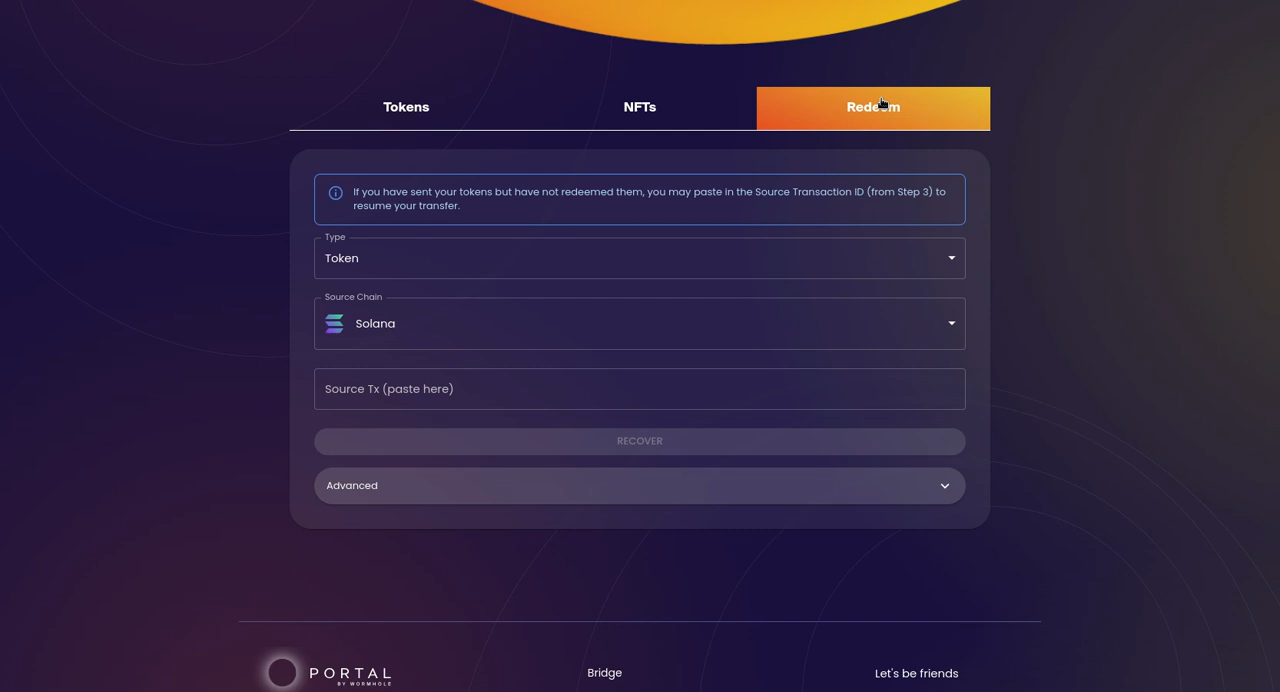 Tokens
NFTs
Redeem
If you have sent your tokens but have not redeemed them, you may paste in the Source Transaction ID (from Step 3) to
resume your transfer.
Type
Token
Source Chain
Solana
Source Tx (paste here)
RECOVER
Advanced
PORTAL
BY WORMHOLE
Bridge
Let's be friends